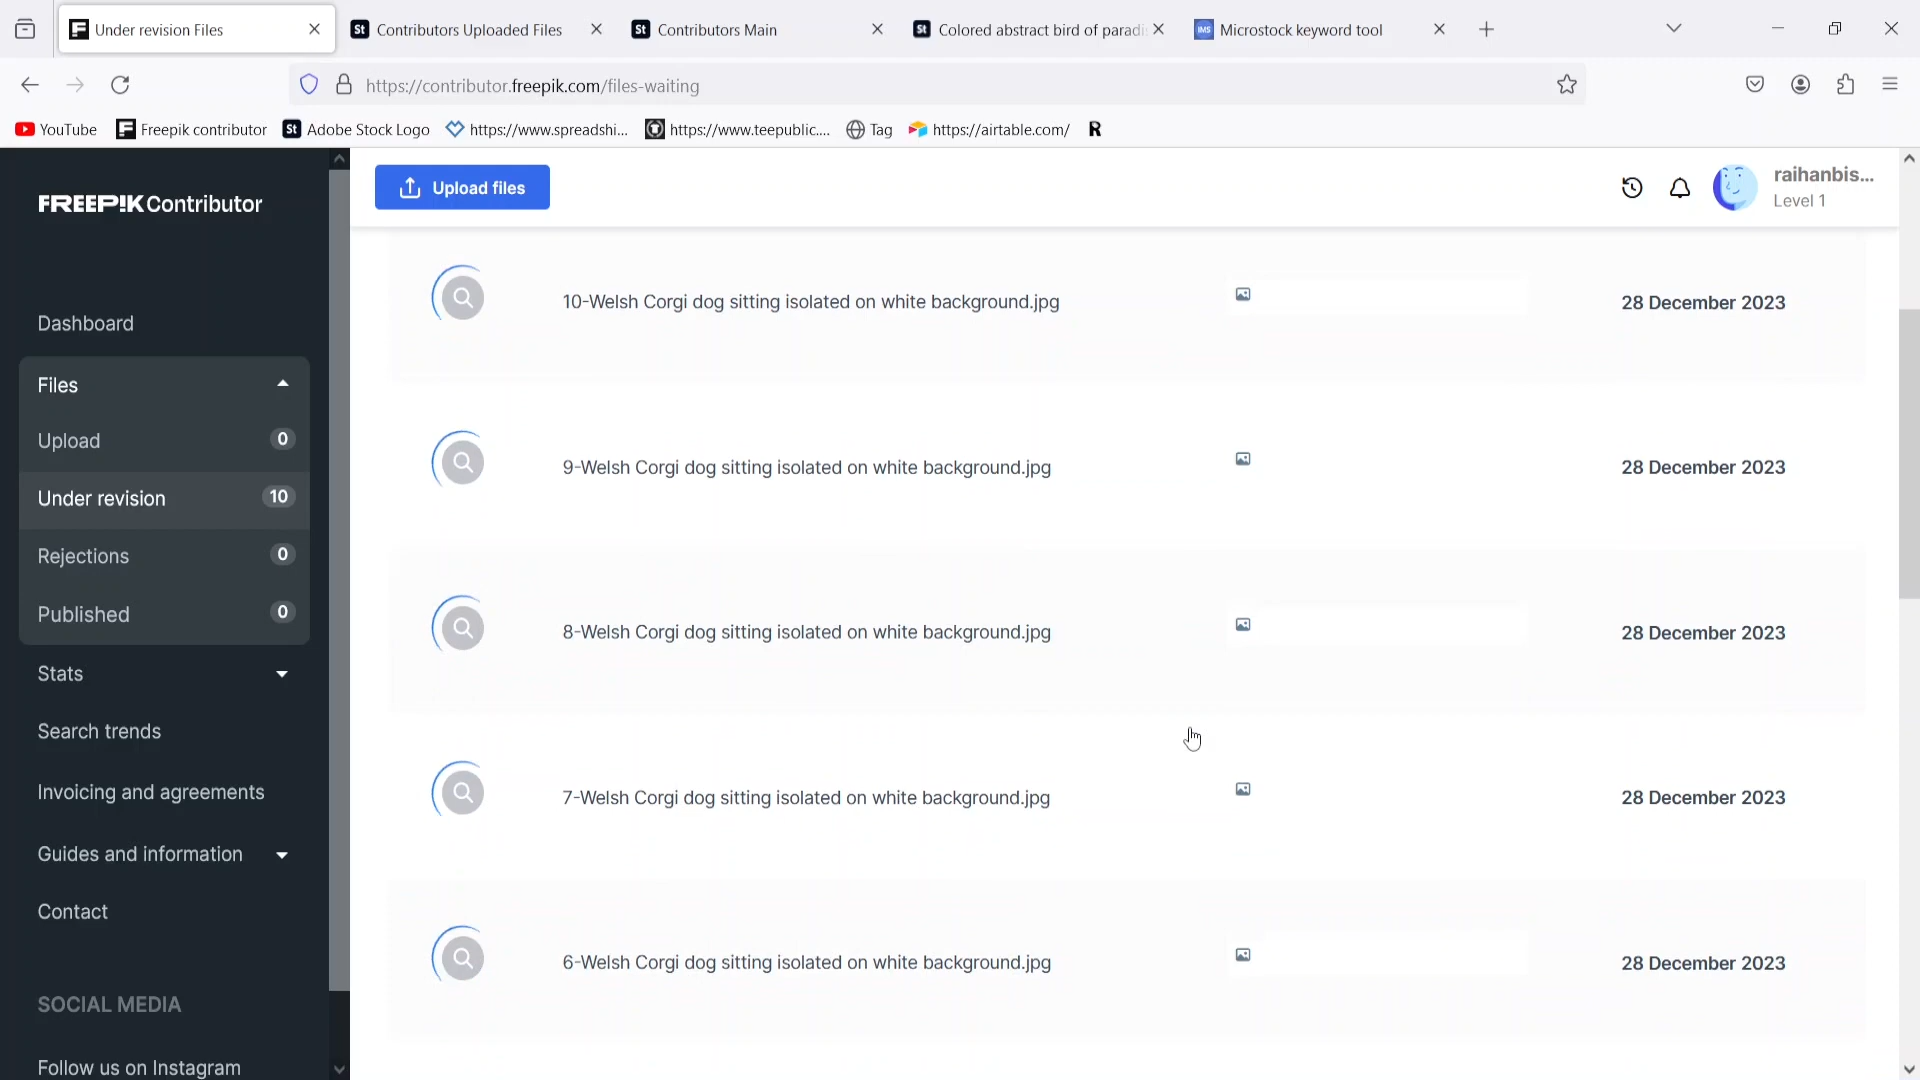 Under revision Files
Contributors Uploaded Files
Contributors Main
Colored abstract bird of paradi
Microstock keyword tool
https://contributor.freepik.com/files-waiting
YouTube
Freepik contributor
St Adobe Stock Logo
https://www.spreadshi...
https://www.teepublic....
Tag
https://airtable.com/
R
FREEP!K Contributor
Upload files
raihanbis...
Level 1
Dashboard
Files
Upload 0
Under revision 10
Rejections 0
Published 0
Stats
Search trends
Invoicing and agreements
Guides and information
Contact
SOCIAL MEDIA
Follow us on Instagram
10-Welsh Corgi dog sitting isolated on white background.jpg 28 December 2023
9-Welsh Corgi dog sitting isolated on white background.jpg 28 December 2023
8-Welsh Corgi dog sitting isolated on white background.jpg 28 December 2023
7-Welsh Corgi dog sitting isolated on white background.jpg 28 December 2023
6-Welsh Corgi dog sitting isolated on white background.jpg 28 December 2023